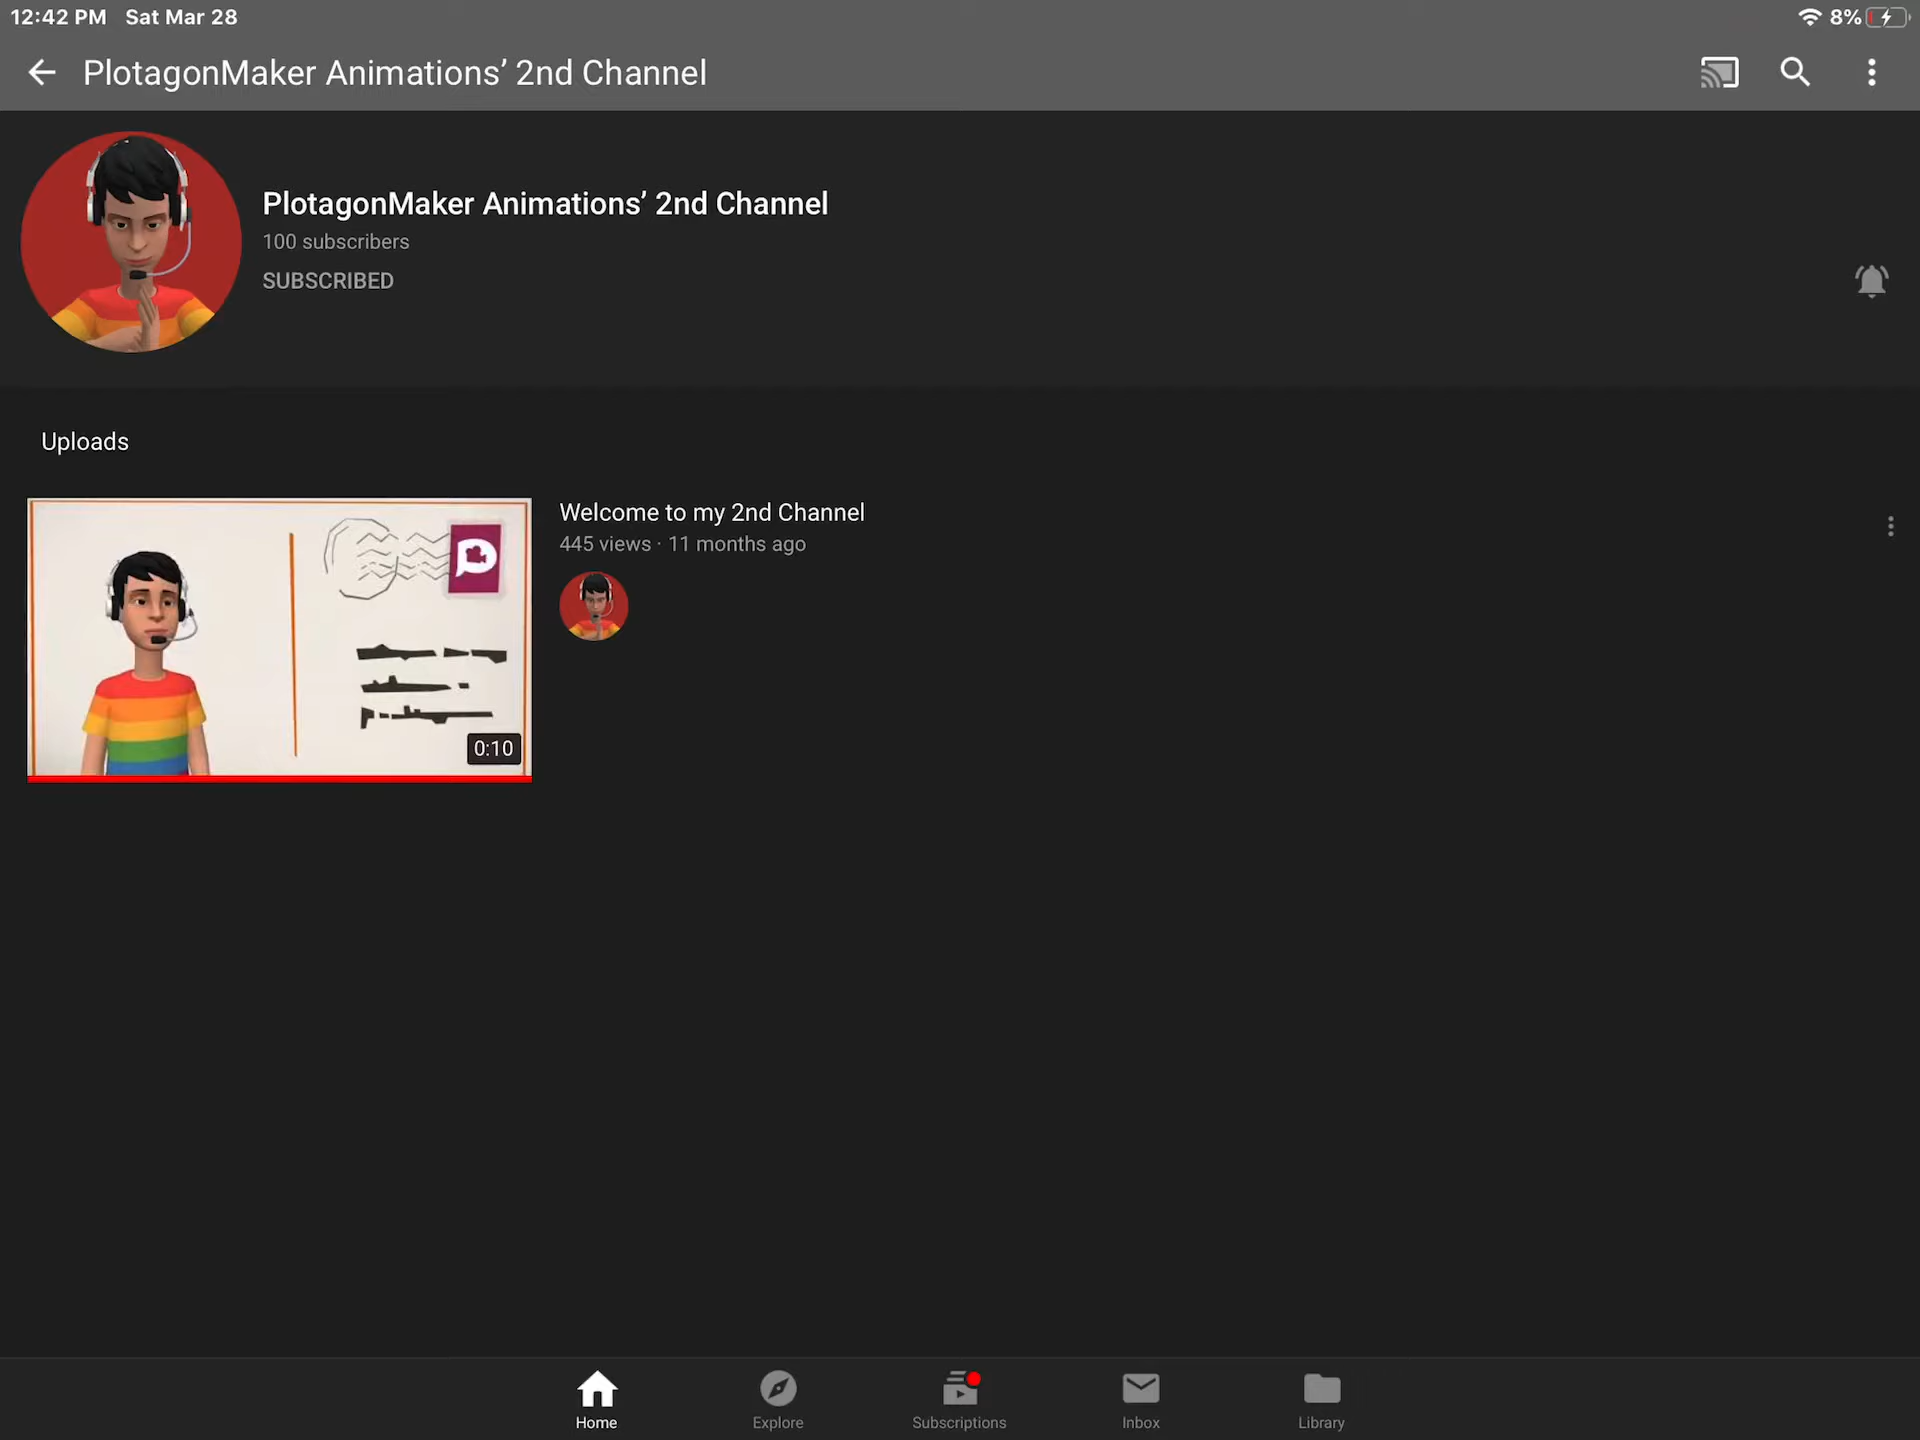 12:42 PM Sat Mar 28
8%
PlotagonMaker Animations’ 2nd Channel
PlotagonMaker Animations’ 2nd Channel
100 subscribers
SUBSCRIBED
Uploads
Welcome to my 2nd Channel
445 views · 11 months ago
0:10
Home
Explore
Subscriptions
Inbox
Library